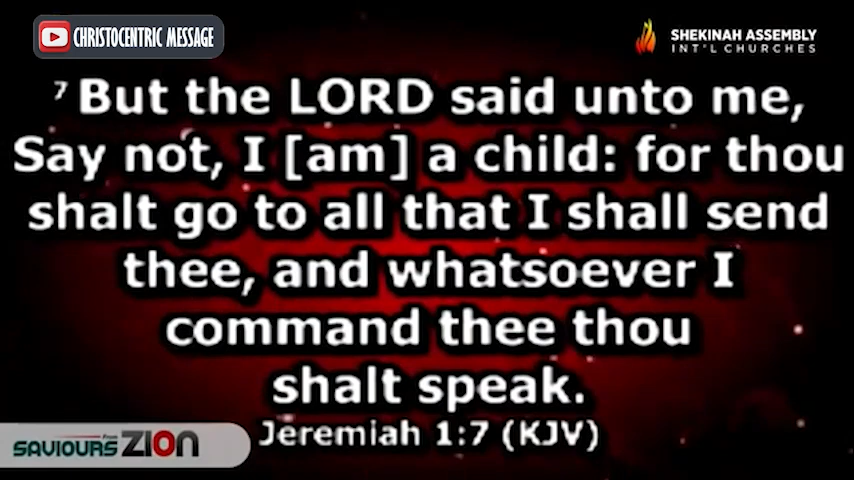 CHRISTOCENTRIC MESSAGE
SHEKINAH ASSEMBLY
INT'L CHURCHES
7 But the LORD said unto me,
Say not, I [am] a child: for thou
shalt go to all that I shall send
thee, and whatsoever I
command thee thou
shalt speak.
Jeremiah 1:7 (KJV)
SAVIOURS From ZION